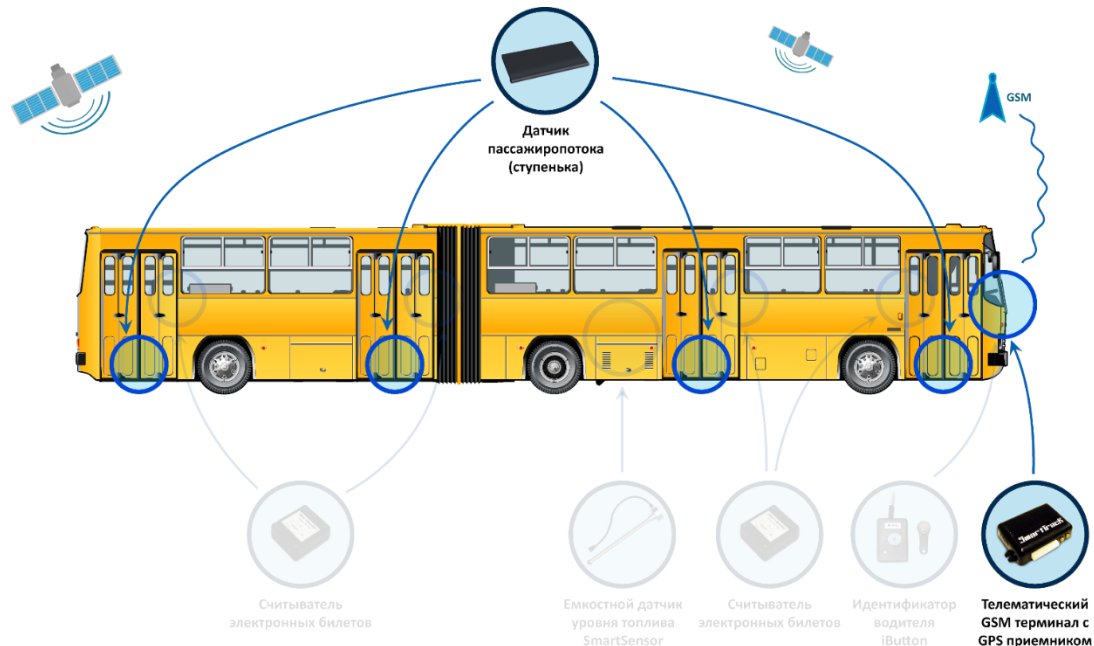 GSM
Датчик
пассажиропотока
(ступенька)
SmarTracK
Считыватель
электронных билетов
Емкостной датчик
уровня топлива
SmartSensor
Считыватель
электронных билетов
Идентификатор
водителя
iButton
Телематический
GSM терминал с
GPS приемником